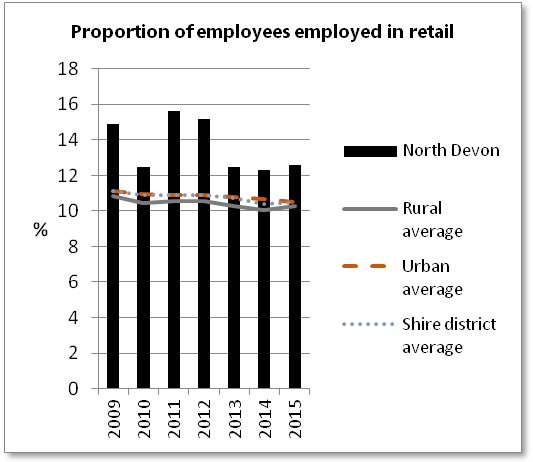 Proportion of employees employed in retail
18
16
14
12
10
8
6
4
2
0
%
2009
2010
2011
2012
2013
2014
2015
North Devon
Rural
average
Urban
average
Shire district
average